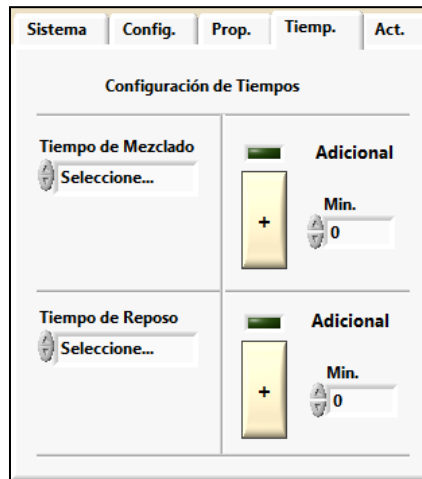 Sistema Config. Prop. Tiemp. Act.
Configuración de Tiempos
Tiempo de Mezclado
Seleccione...
Adicional
+
Min.
0
Tiempo de Reposo
Seleccione...
Adicional
+
Min.
0